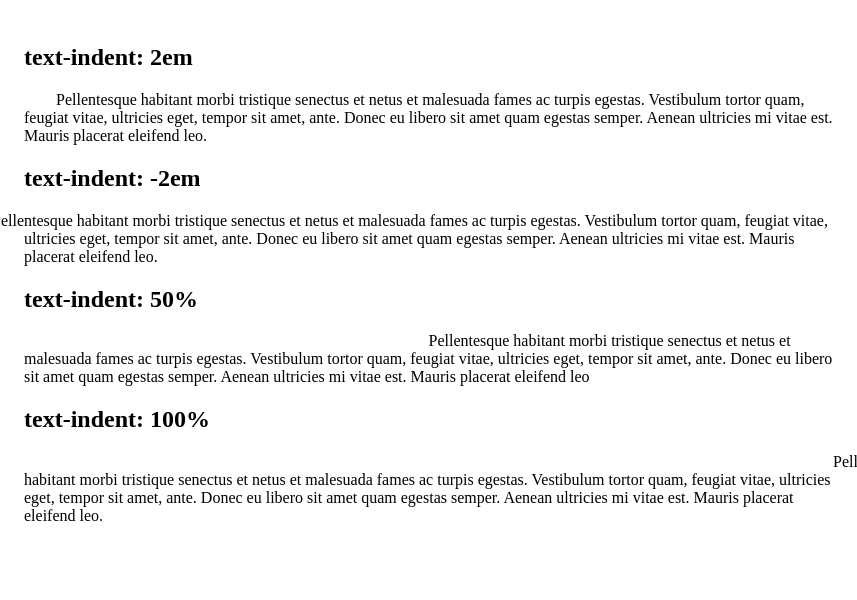 text-indent: 2em
Pellentesque habitant morbi tristique senectus et netus et malesuada fames ac turpis egestas. Vestibulum tortor quam,
feugiat vitae, ultricies eget, tempor sit amet, ante. Donec eu libero sit amet quam egestas semper. Aenean ultricies mi vitae est.
Mauris placerat eleifend leo.
text-indent: -2em
ellentesque habitant morbi tristique senectus et netus et malesuada fames ac turpis egestas. Vestibulum tortor quam, feugiat vitae,
ultricies eget, tempor sit amet, ante. Donec eu libero sit amet quam egestas semper. Aenean ultricies mi vitae est. Mauris
placerat eleifend leo.
text-indent: 50%
Pellentesque habitant morbi tristique senectus et netus et
malesuada fames ac turpis egestas. Vestibulum tortor quam, feugiat vitae, ultricies eget, tempor sit amet, ante. Donec eu libero
sit amet quam egestas semper. Aenean ultricies mi vitae est. Mauris placerat eleifend leo
text-indent: 100%
Pell
habitant morbi tristique senectus et netus et malesuada fames ac turpis egestas. Vestibulum tortor quam, feugiat vitae, ultricies
eget, tempor sit amet, ante. Donec eu libero sit amet quam egestas semper. Aenean ultricies mi vitae est. Mauris placerat
eleifend leo.